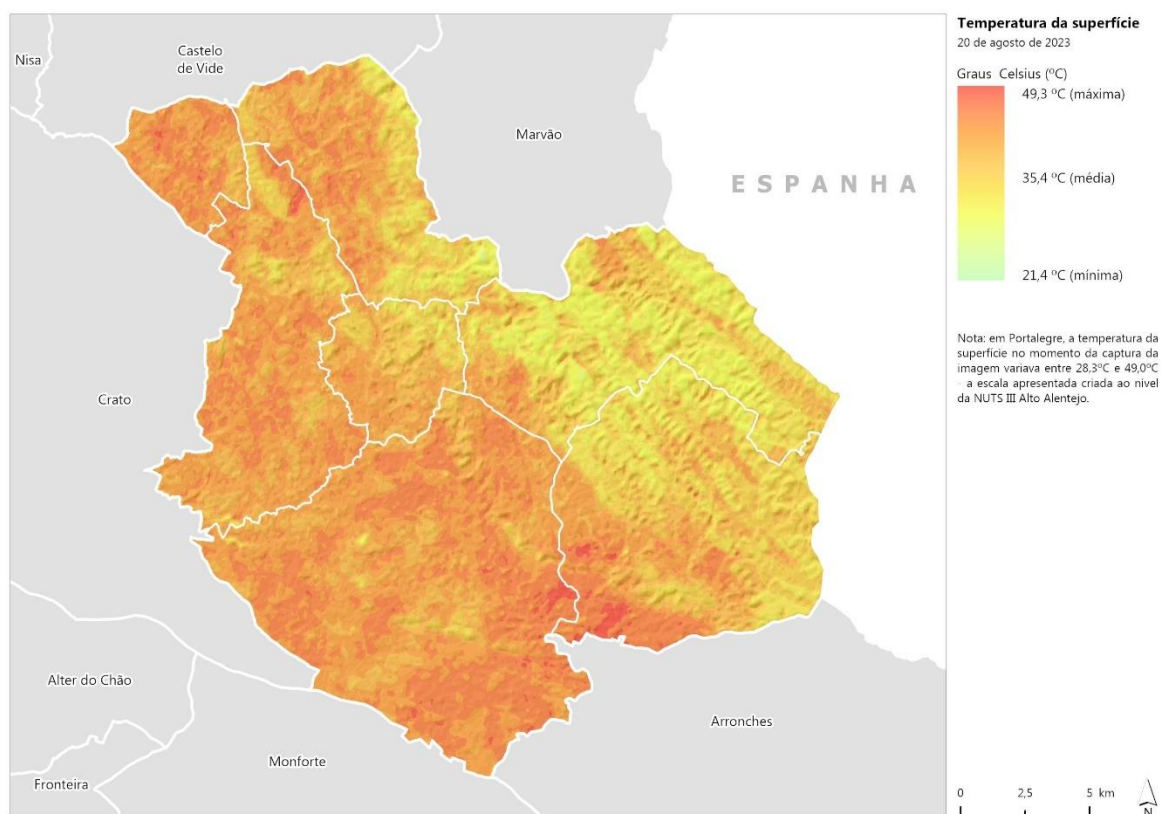 Temperatura da superfície
20 de agosto de 2023
Graus Celsius (ºC)
49,3 ºC (máxima)
35,4 ºC (média)
21,4 ºC (mínima)
Nota: em Portalegre, a temperatura da
superfície no momento da captura da
imagem variava entre 28,3ºC e 49,0ºC
- a escala apresentada criada ao nível
da NUTS III Alto Alentejo.
Nisa
Castelo
de Vide
Marvão
ESPANHA
Crato
Alter do Chão
Arronches
Monforte
Fronteira
0 2,5 5 km
N